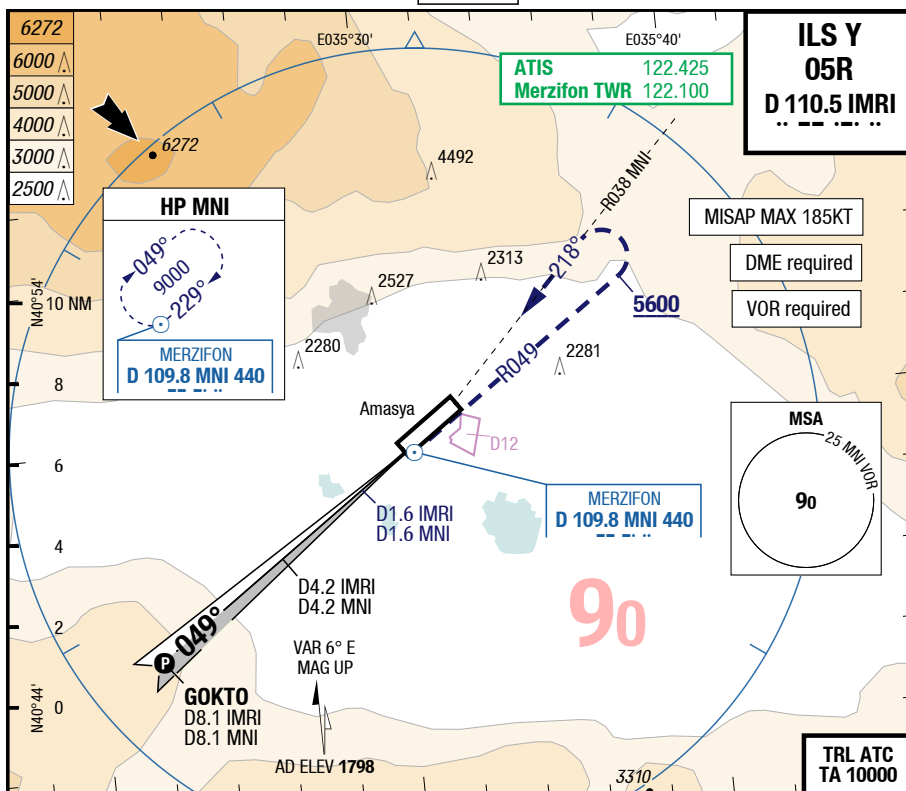 6272
6000
5000
4000
3000
2500
E035°30'
E035°40'
ATIS 122.425
Merzifon TWR 122.100
ILS Y
05R
D 110.5 IMRI
6272
4492
R038 MNI
HP MNI
049°
9000
229°
MERZIFON
D 109.8 MNI 440
MISAP MAX 185KT
DME required
VOR required
218°
2313
2527
5600
N40°54'
10 NM
2280
2281
R049
8
Amasya
D12
6
MSA
25 MNI VOR
90
MERZIFON
D 109.8 MNI 440
D1.6 IMRI
D1.6 MNI
4
D4.2 IMRI
D4.2 MNI
90
2
049°
P
VAR 6° E
MAG UP
GOKTO
D8.1 IMRI
D8.1 MNI
N40°44'
0
AD ELEV 1798
3310
TRL ATC
TA 10000